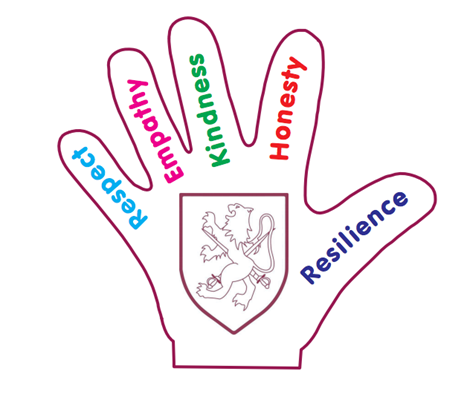 Respect
Empathy
Kindness
Honesty
Resilience